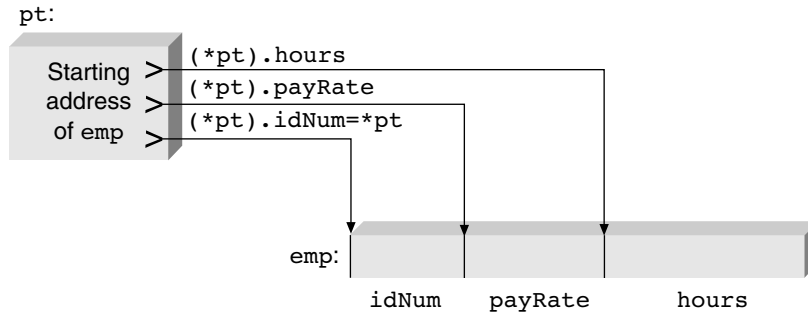 pt:
(*pt).hours
Starting
(*pt).payRate
address
(*pt).idNum=*pt
of emp
emp:
idNum payRate hours